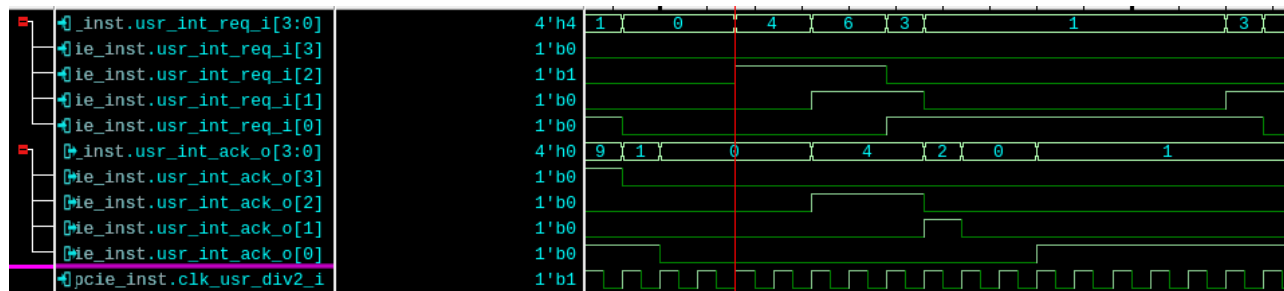 _inst.usr_int_req_i[3:0] 4'h4 1 0 4 6 3 1 3
ie_inst.usr_int_req_i[3] 1'b0
ie_inst.usr_int_req_i[2] 1'b1
ie_inst.usr_int_req_i[1] 1'b0
ie_inst.usr_int_req_i[0] 1'b0
_inst.usr_int_ack_o[3:0] 4'h0 9 1 0 4 2 0 1
ie_inst.usr_int_ack_o[3] 1'b0
ie_inst.usr_int_ack_o[2] 1'b0
ie_inst.usr_int_ack_o[1] 1'b0
ie_inst.usr_int_ack_o[0] 1'b0
pcie_inst.clk_usr_div2_i 1'b1